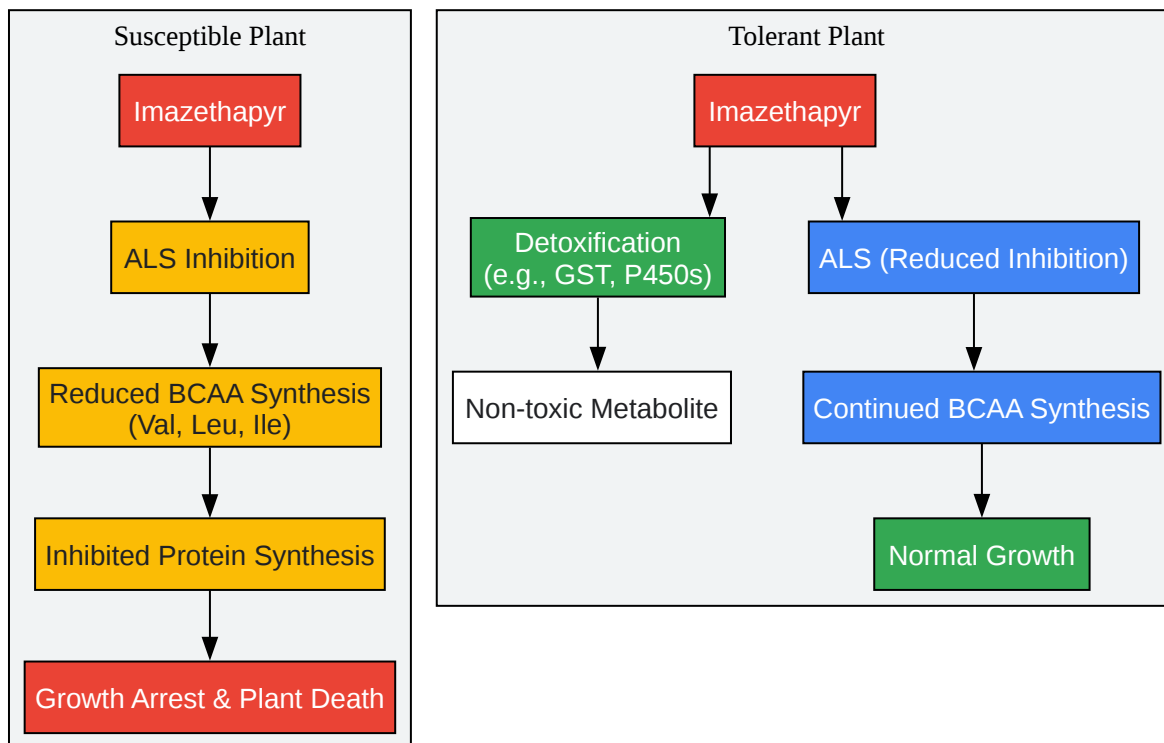 Susceptible Plant
Imazethapyr
ALS Inhibition
Reduced BCAA Synthesis
(Val, Leu, Ile)
Inhibited Protein Synthesis
Growth Arrest & Plant Death
Tolerant Plant
Imazethapyr
Detoxification
(e.g., GST, P450s)
ALS (Reduced Inhibition)
Non-toxic Metabolite
Continued BCAA Synthesis
Normal Growth